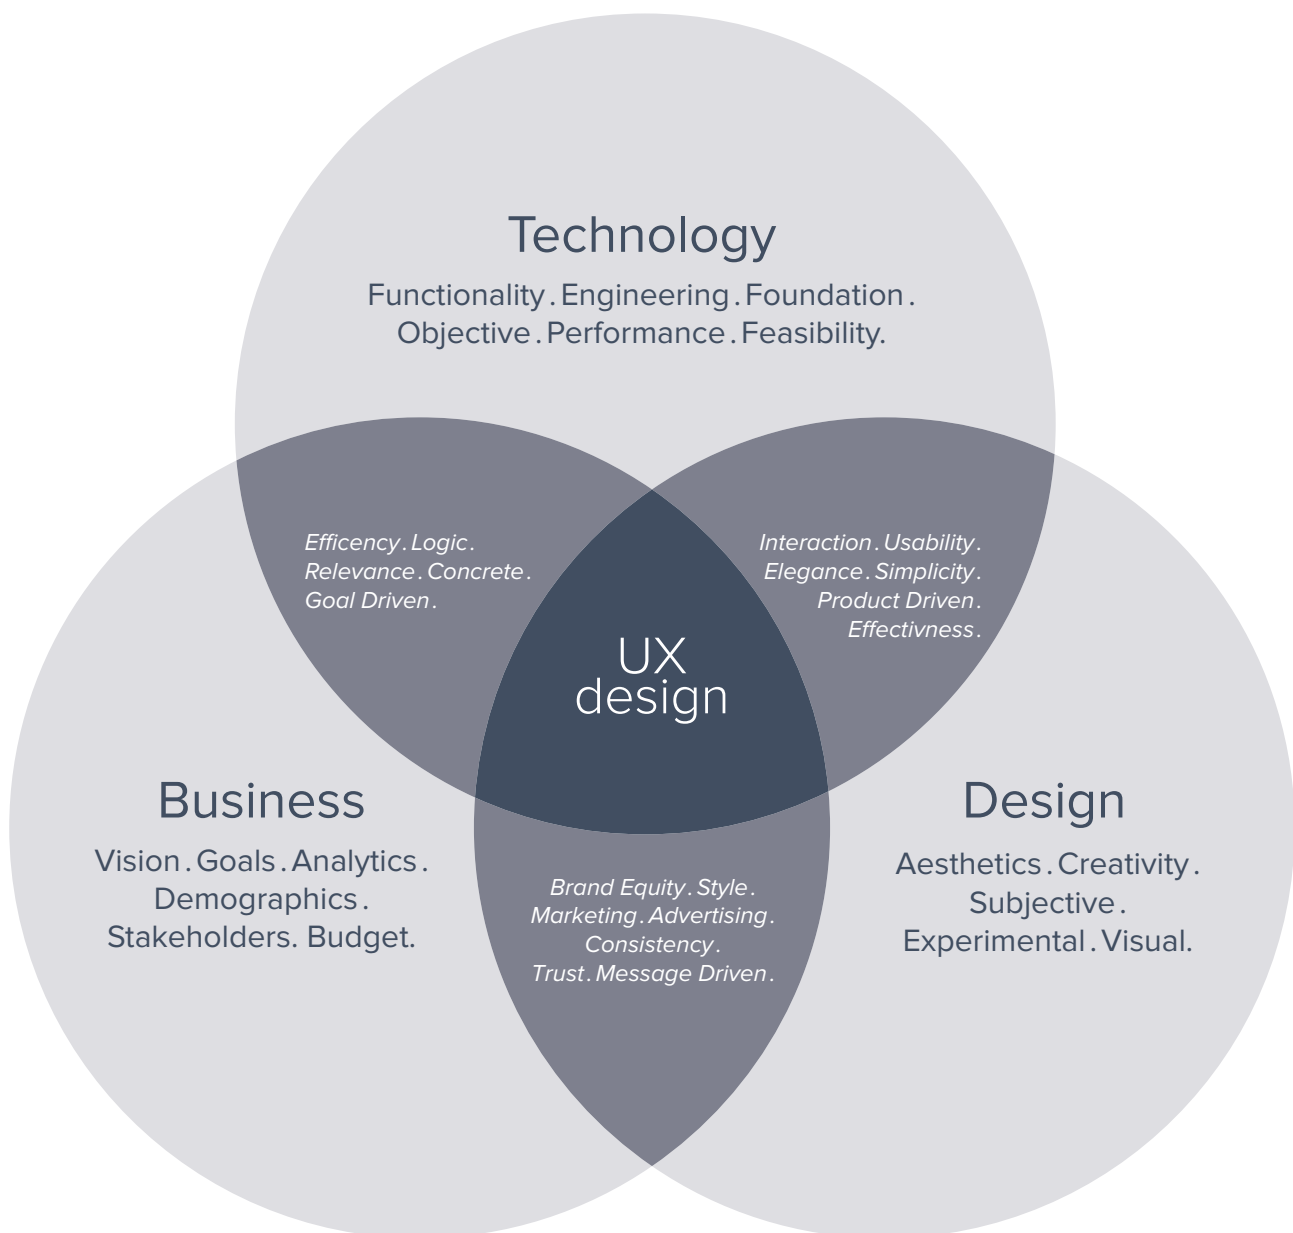 Technology
Functionality. Engineering. Foundation.
Objective. Performance. Feasibility.
Efficency. Logic.
Relevance. Concrete.
Goal Driven.
Interaction. Usability.
Elegance. Simplicity.
Product Driven.
Effectivness.
UX
design
Business
Vision. Goals. Analytics.
Demographics.
Stakeholders. Budget.
Design
Aesthetics. Creativity.
Subjective.
Experimental. Visual.
Brand Equity. Style.
Marketing. Advertising.
Consistency.
Trust. Message Driven.